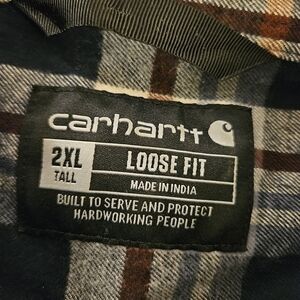 carhartt
2XL
TALL
LOOSE FIT
MADE IN INDIA
BUILT TO SERVE AND PROTECT
HARDWORKING PEOPLE